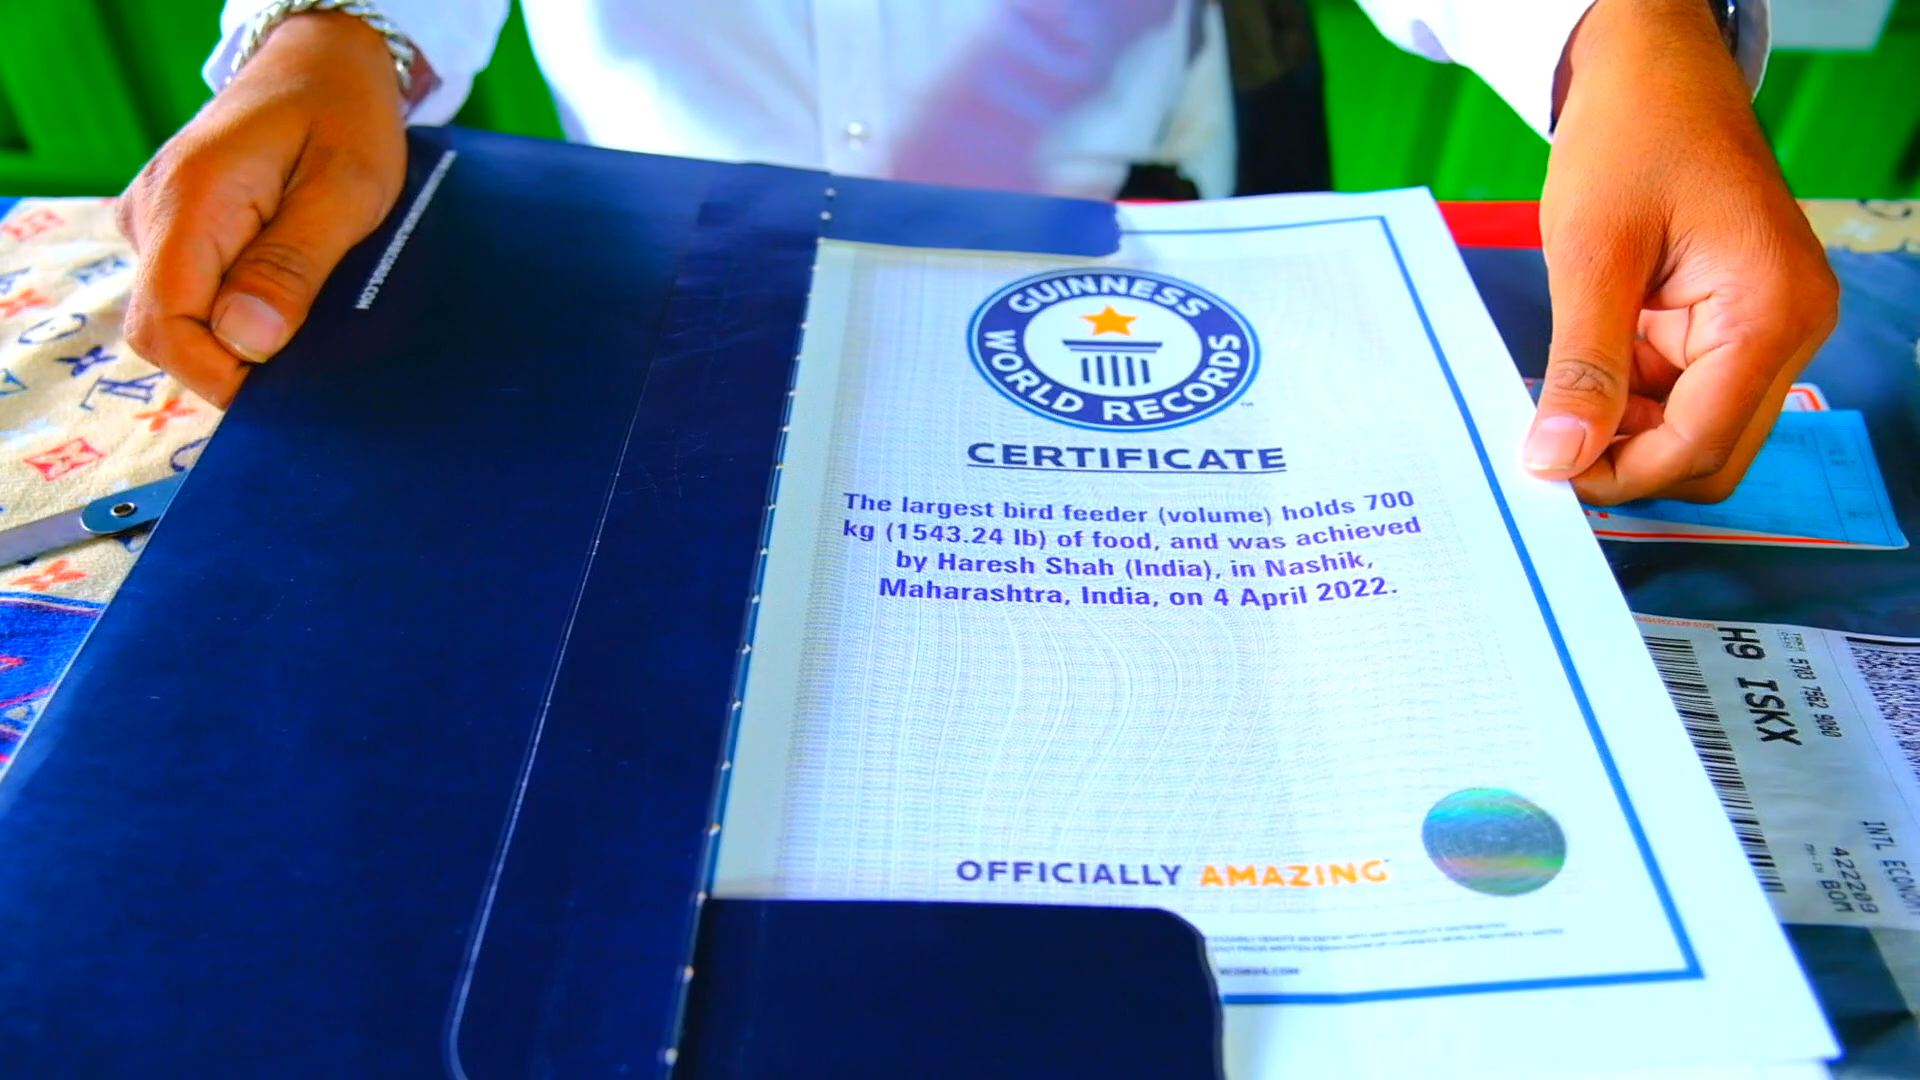 GUINNESS
WORLD RECORDS
CERTIFICATE
The largest bird feeder (volume) holds 700
kg (1543.24 lb) of food, and was achieved
by Haresh Shah (India), in Nashik,
Maharashtra, India, on 4 April 2022.
OFFICIALLY AMAZING
H9 ISKX
INTL ECONOMY
422209
BOM